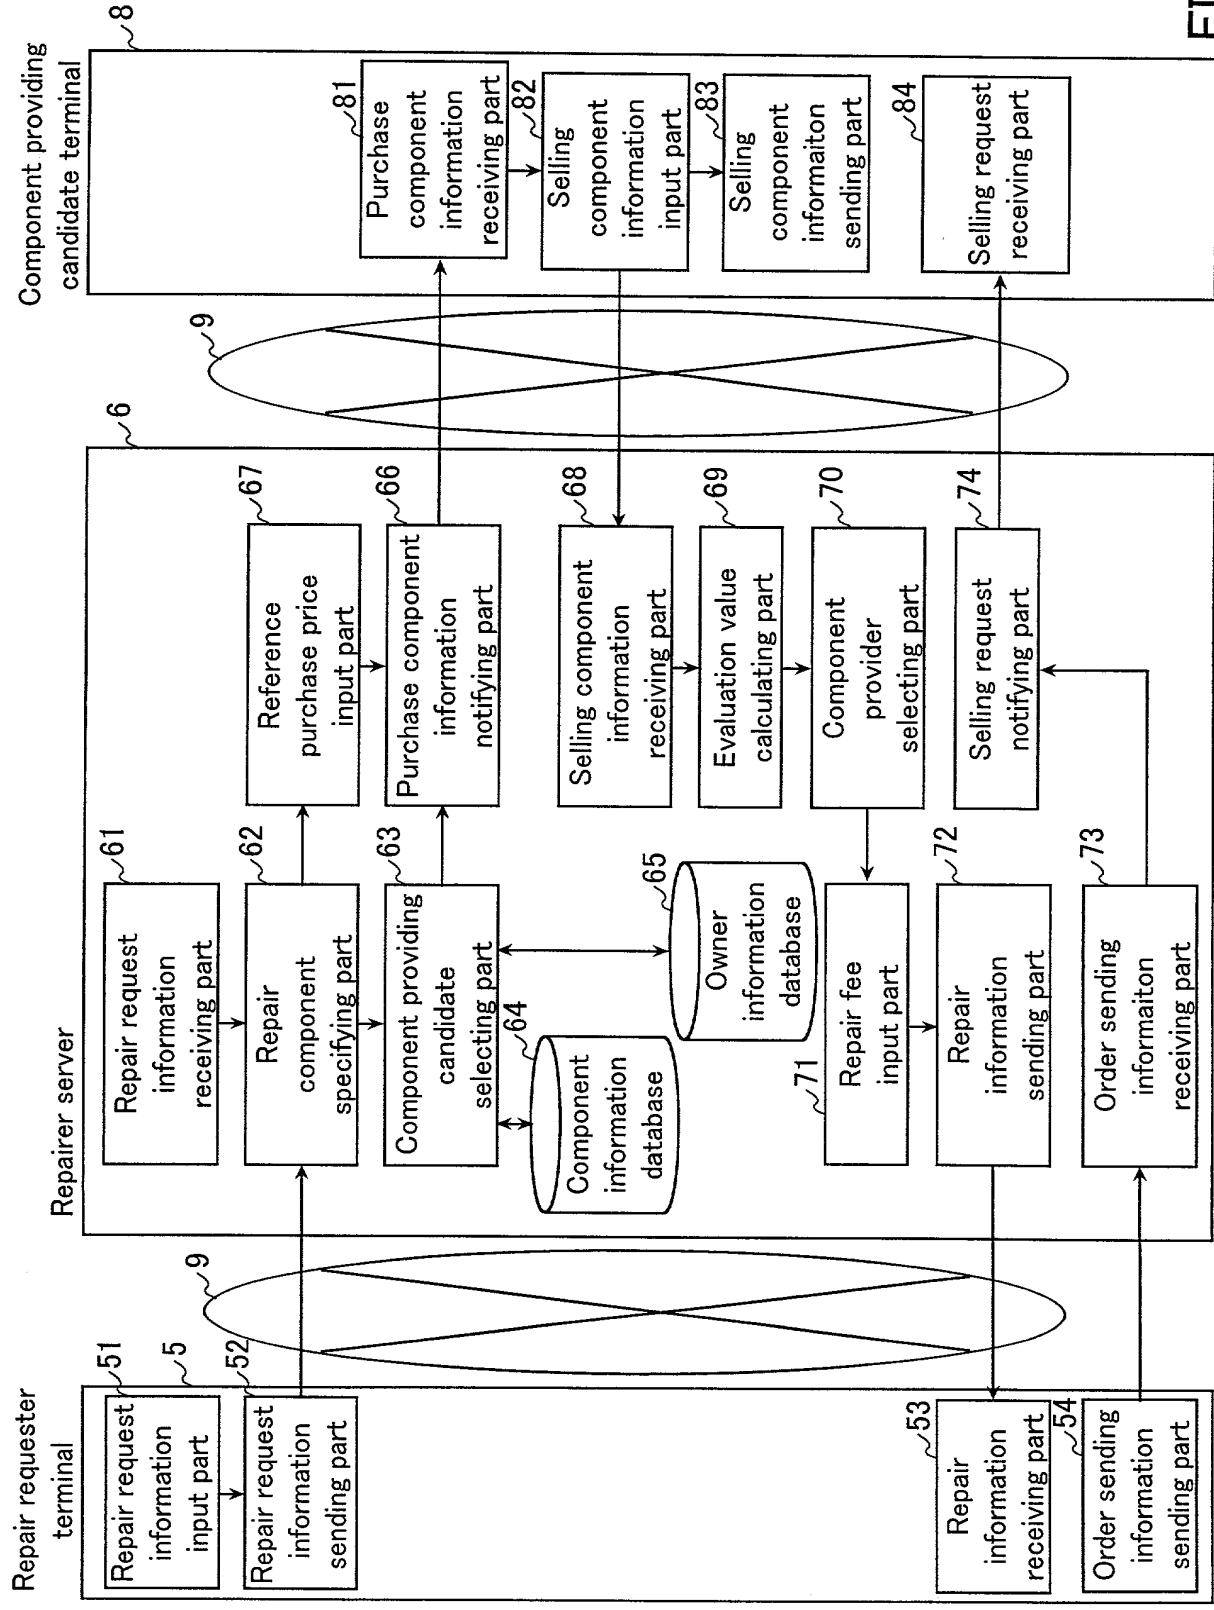 Repair requester
terminal
51
5
Repair request
information
input part
52
Repair request
information
sending part
53
Repair
information
receiving part
54
Order sending
information
sending part
9
Repairer server
6
61
Repair request
information
receiving part
62
Repair
component
specifying part
63
Component providing
candidate
selecting part
64
Component
information
database
65
Owner
information
database
71
Repair fee
input part
72
Repair
information
sending part
73
Order sending
informaiton
receiving part
67
Reference
purchase price
input part
66
Purchase component
information
notifying part
68
Selling component
information
receiving part
69
Evaluation value
calculating part
70
Component
provider
selecting part
74
Selling request
notifying part
9
Component providing
candidate terminal
8
81
Purchase
component
information
receiving part
82
Selling
component
information
input part
83
Selling
component
informaiton
sending part
84
Selling request
receiving part